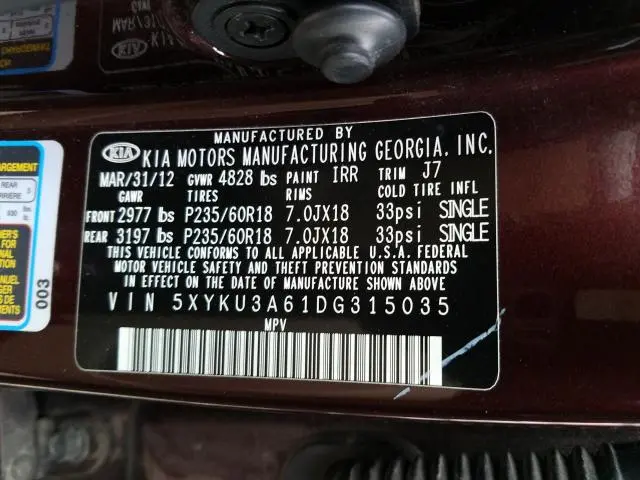 MANUFACTURED BY
KIA KIA MOTORS MANUFACTURING GEORGIA, INC.
MAR/31/12 GVWR 4828 lbs PAINT IRR TRIM J7
GAWR TIRES RIMS COLD TIRE INFL
FRONT 2977 lbs P235/60R18 7.0JX18 33psi SINGLE
REAR 3197 lbs P235/60R18 7.0JX18 33psi SINGLE
THIS VEHICLE CONFORMS TO ALL APPLICABLE U.S.A. FEDERAL
MOTOR VEHICLE SAFETY AND THEFT PREVENTION STANDARDS
IN EFFECT ON THE DATE OF MANUFACTURE SHOWN ABOVE
VIN 5XYKU3A61DG315035
MPV
REAR
003